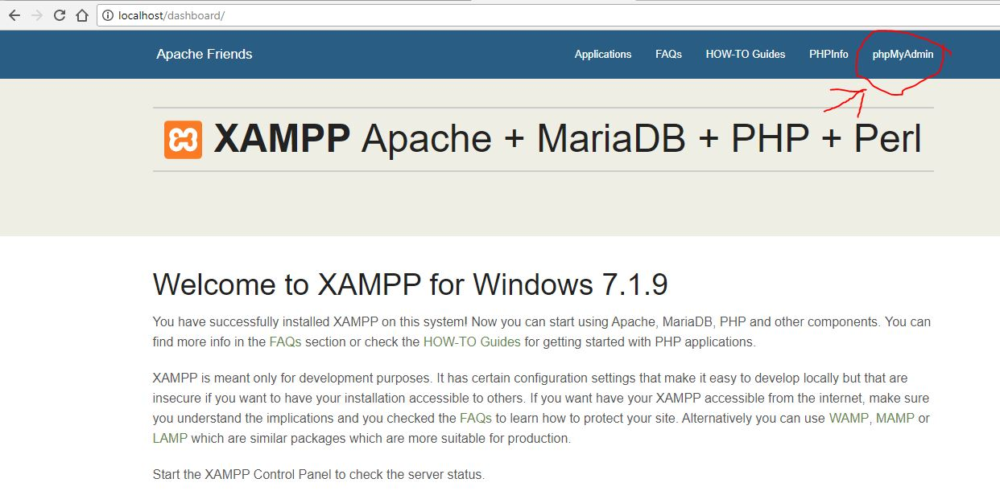 localhost/dashboard/
Apache Friends Applications FAQs HOW-TO Guides PHPInfo phpMyAdmin
XAMPP Apache + MariaDB + PHP + Perl
Welcome to XAMPP for Windows 7.1.9
You have successfully installed XAMPP on this system! Now you can start using Apache, MariaDB, PHP and other components. You can
find more info in the FAQs section or check the HOW-TO Guides for getting started with PHP applications.
XAMPP is meant only for development purposes. It has certain configuration settings that make it easy to develop locally but that are
insecure if you want to have your installation accessible to others. If you want have your XAMPP accessible from the internet, make sure
you understand the implications and you checked the FAQs to learn how to protect your site. Alternatively you can use WAMP, MAMP or
LAMP which are similar packages which are more suitable for production.
Start the XAMPP Control Panel to check the server status.